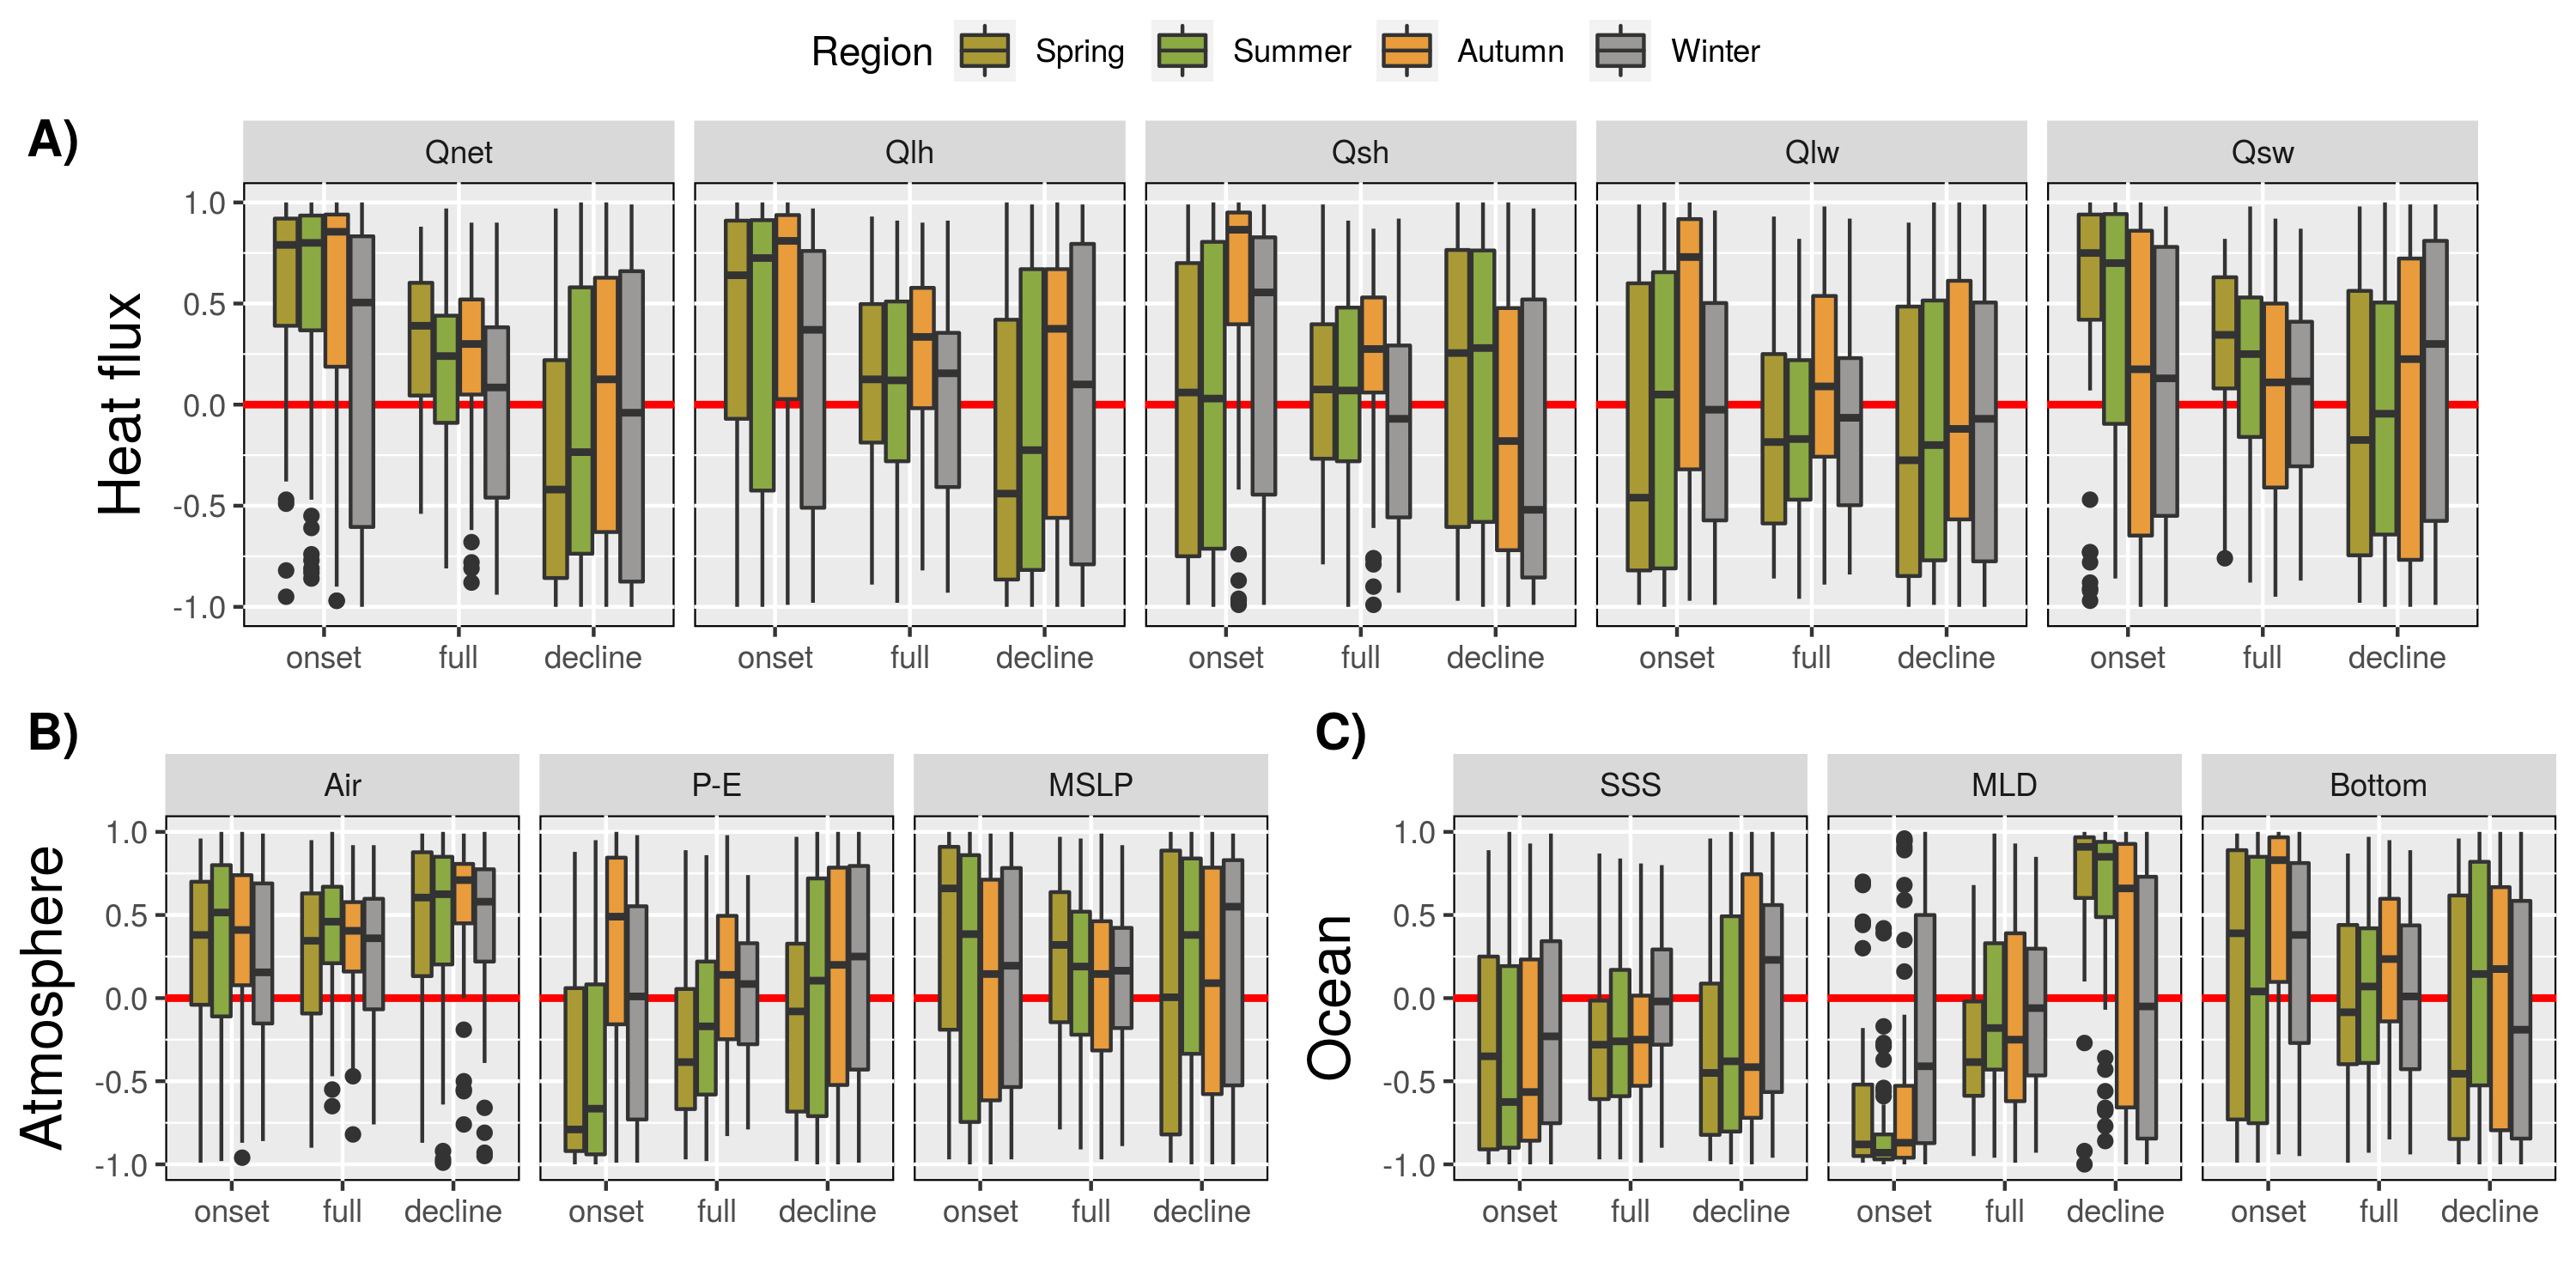 Region Spring Summer Autumn Winter
A)
Qnet Qlh Qsh Qlw Qsw
Heat flux
1.0
0.5
0.0
-0.5
-1.0
onset full decline onset full decline onset full decline onset full decline onset full decline
B)
Air P-E MSLP
Atmosphere
1.0
0.5
0.0
-0.5
-1.0
onset full decline onset full decline onset full decline
C)
SSS MLD Bottom
Ocean
1.0
0.5
0.0
-0.5
-1.0
onset full decline onset full decline onset full decline